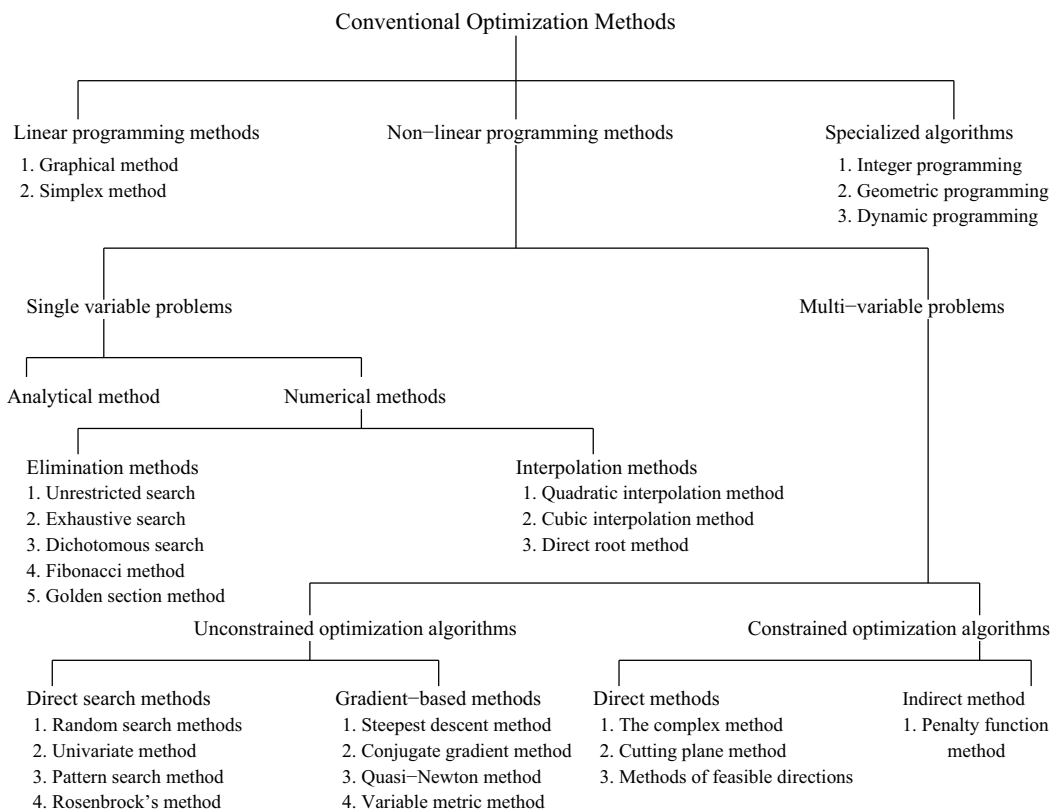 Conventional Optimization Methods
Linear programming methods
1. Graphical method
2. Simplex method
Non−linear programming methods
Specialized algorithms
1. Integer programming
2. Geometric programming
3. Dynamic programming
Single variable problems
Multi−variable problems
Analytical method
Numerical methods
Elimination methods
1. Unrestricted search
2. Exhaustive search
3. Dichotomous search
4. Fibonacci method
5. Golden section method
Interpolation methods
1. Quadratic interpolation method
2. Cubic interpolation method
3. Direct root method
Unconstrained optimization algorithms
Constrained optimization algorithms
Direct search methods
1. Random search methods
2. Univariate method
3. Pattern search method
4. Rosenbrock's method
Gradient−based methods
1. Steepest descent method
2. Conjugate gradient method
3. Quasi−Newton method
4. Variable metric method
Direct methods
1. The complex method
2. Cutting plane method
3. Methods of feasible directions
Indirect method
1. Penalty function
method